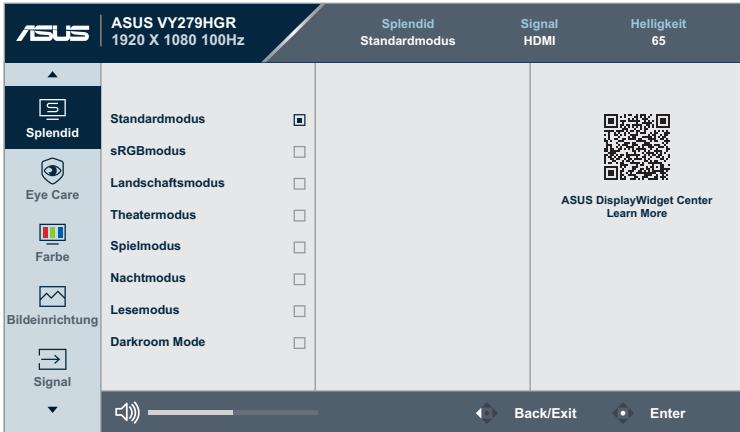 ASUS
ASUS VY279HGR
1920 X 1080 100Hz
Splendid
Standardmodus
Signal
HDMI
Helligkeit
65
S
Splendid
Eye Care
Farbe
Bildeinrichtung
Signal
Standardmodus
sRGBmodus
Landschaftsmodus
Theatermodus
Spielmodus
Nachtmodus
Lesemodus
Darkroom Mode
ASUS DisplayWidget Center
Learn More
Back/Exit
Enter